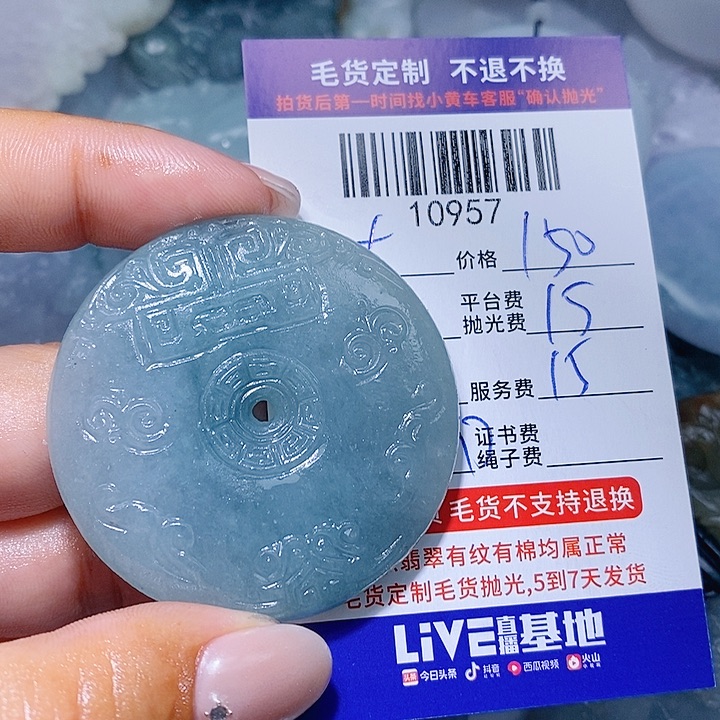 毛货定制 不退不换
拍货后第一时间找小黄车客服“确认抛光”
10957
价格 150
平台费
抛光费 15
服务费 15
证书费
绳子费
毛货不支持退换
翡翠有纹有棉均属正常
毛货定制毛货抛光,5到7天发货
LiVE直播基地
头条 今日头条 抖音 西瓜视频 火山